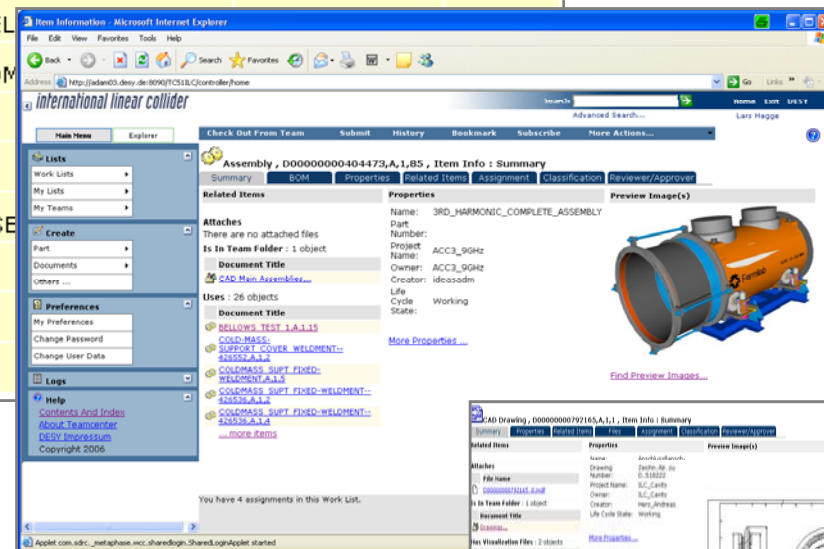 EL
OM
SE
Item Information - Microsoft Internet Explorer
File Edit View Favorites Tools Help
Back Search Favorites
Address http://adam03.desy.de:8090/TC51ILC/controller/home Go Links »
international linear collider
Search
Home Exit DESY
Advanced Search...
Lars Hagge
Main Menu Explorer
Check Out From Team Submit History Bookmark Subscribe More Actions...
Lists
Work Lists
My Lists
My Teams
Create
Part
Documents
Others ...
Preferences
My Preferences
Change Password
Change User Data
Logs
Help
Contents And Index
About Teamcenter
DESY Impressum
Copyright 2006
Assembly , D00000000404473,A,1,85 , Item Info : Summary
Summary BOM Properties Related Items Assignment Classification Reviewer/Approver
Related Items
Attaches
There are no attached files
Is In Team Folder : 1 object
Document Title
CAD Main Assemblies...
Uses : 26 objects
Document Title
BELLOWS TEST 1,A,1,15
COLD-MASS-
SUPPORT COVER WELDMENT--
426552,A,1,2
COLDMASS SUPT FIXED-
WELDMENT,A,1,5
COLDMASS SUPT FIXED-WELDMENT--
426536,A,1,2
COLDMASS SUPT FIXED-WELDMENT--
426536,A,1,4
... more items
You have 4 assignments in this Work List.
Properties
Name: 3RD_HARMONIC_COMPLETE_ASSEMBLY
Part
Number:
Project
Name: ACC3_9GHz
Owner: ACC3_9GHz
Creator: ideasadm
Life
Cycle Working
State:
More Properties ...
Preview Image(s)
Fermilab
Find Preview Images...
Applet com.sdrc._metaphase.wcc.sharedlogin.SharedLoginApplet started
CAD Drawing , D00000000792165,A,1,1 , Item Info : Summary
Summary Properties Related Items Files Assignment Classification Reviewer/Approver
Related Items
Attaches
File Name
Is In Team Folder : 1 object
Document Title
Drawings...
Has Visualization Files : 2 objects
Properties
Name: Anschlussflansch
Drawing
Number:
Project Name: ILC_Cavity
Owner: ILC_Cavity
Creator: Herz_Andreas
Life Cycle State: Working
More Properties...
Preview Image(s)